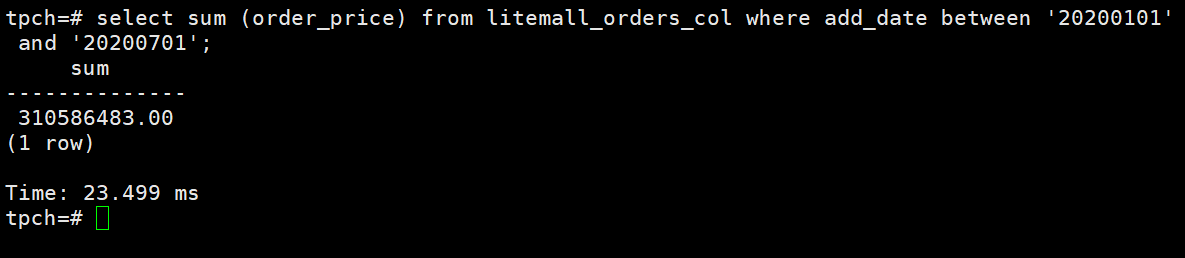 tpch=# select sum (order_price) from litemall_orders_col where add_date between '20200101'
 and '20200701';
     sum
--------------
 310586483.00
(1 row)

Time: 23.499 ms
tpch=#